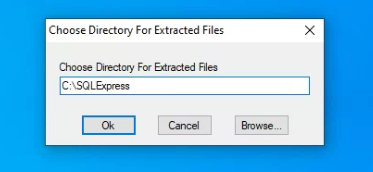 Choose Directory For Extracted Files
Choose Directory For Extracted Files
C:\SQLExpress
Ok Cancel Browse...